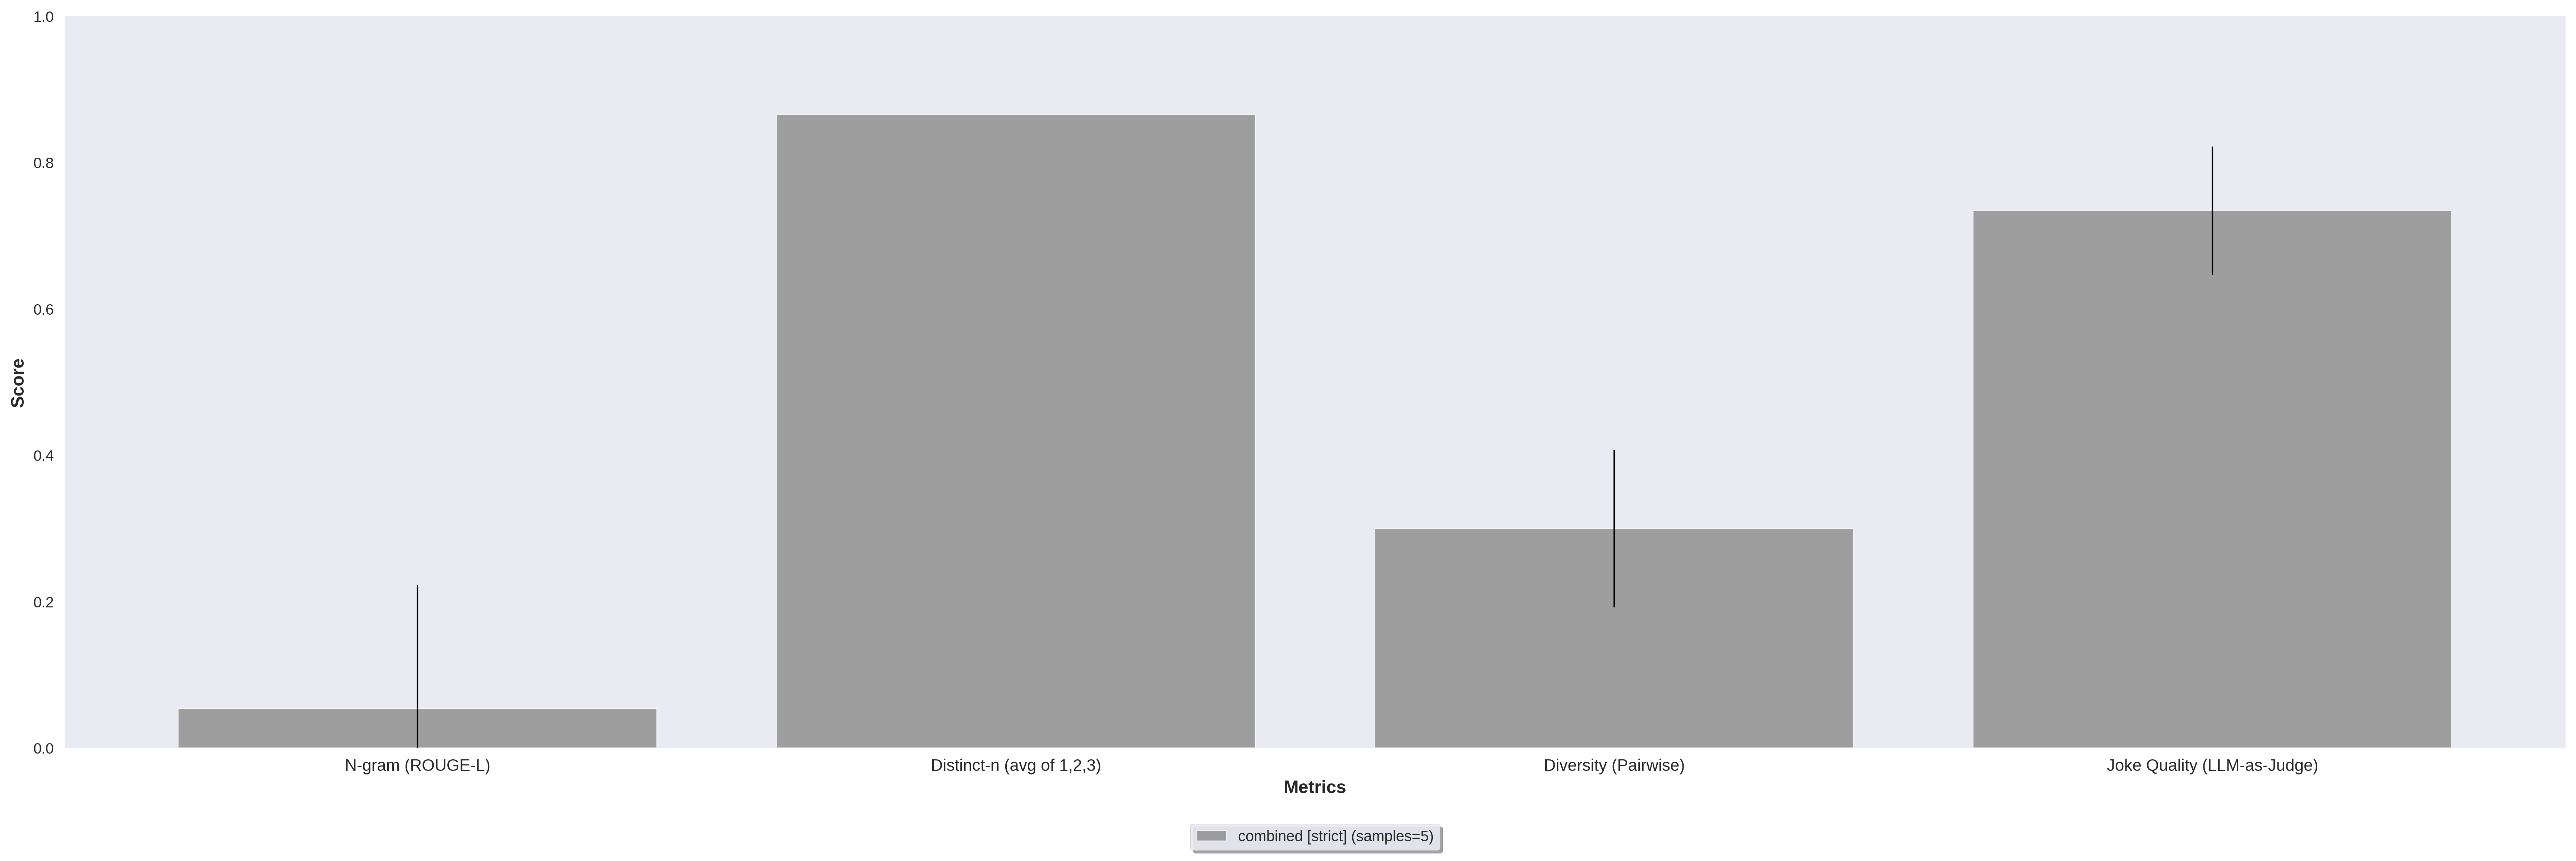 1.0
0.8
0.6
0.4
0.2
0.0
Score
N-gram (ROUGE-L)
Distinct-n (avg of 1,2,3)
Diversity (Pairwise)
Joke Quality (LLM-as-Judge)
Metrics
combined [strict] (samples=5)